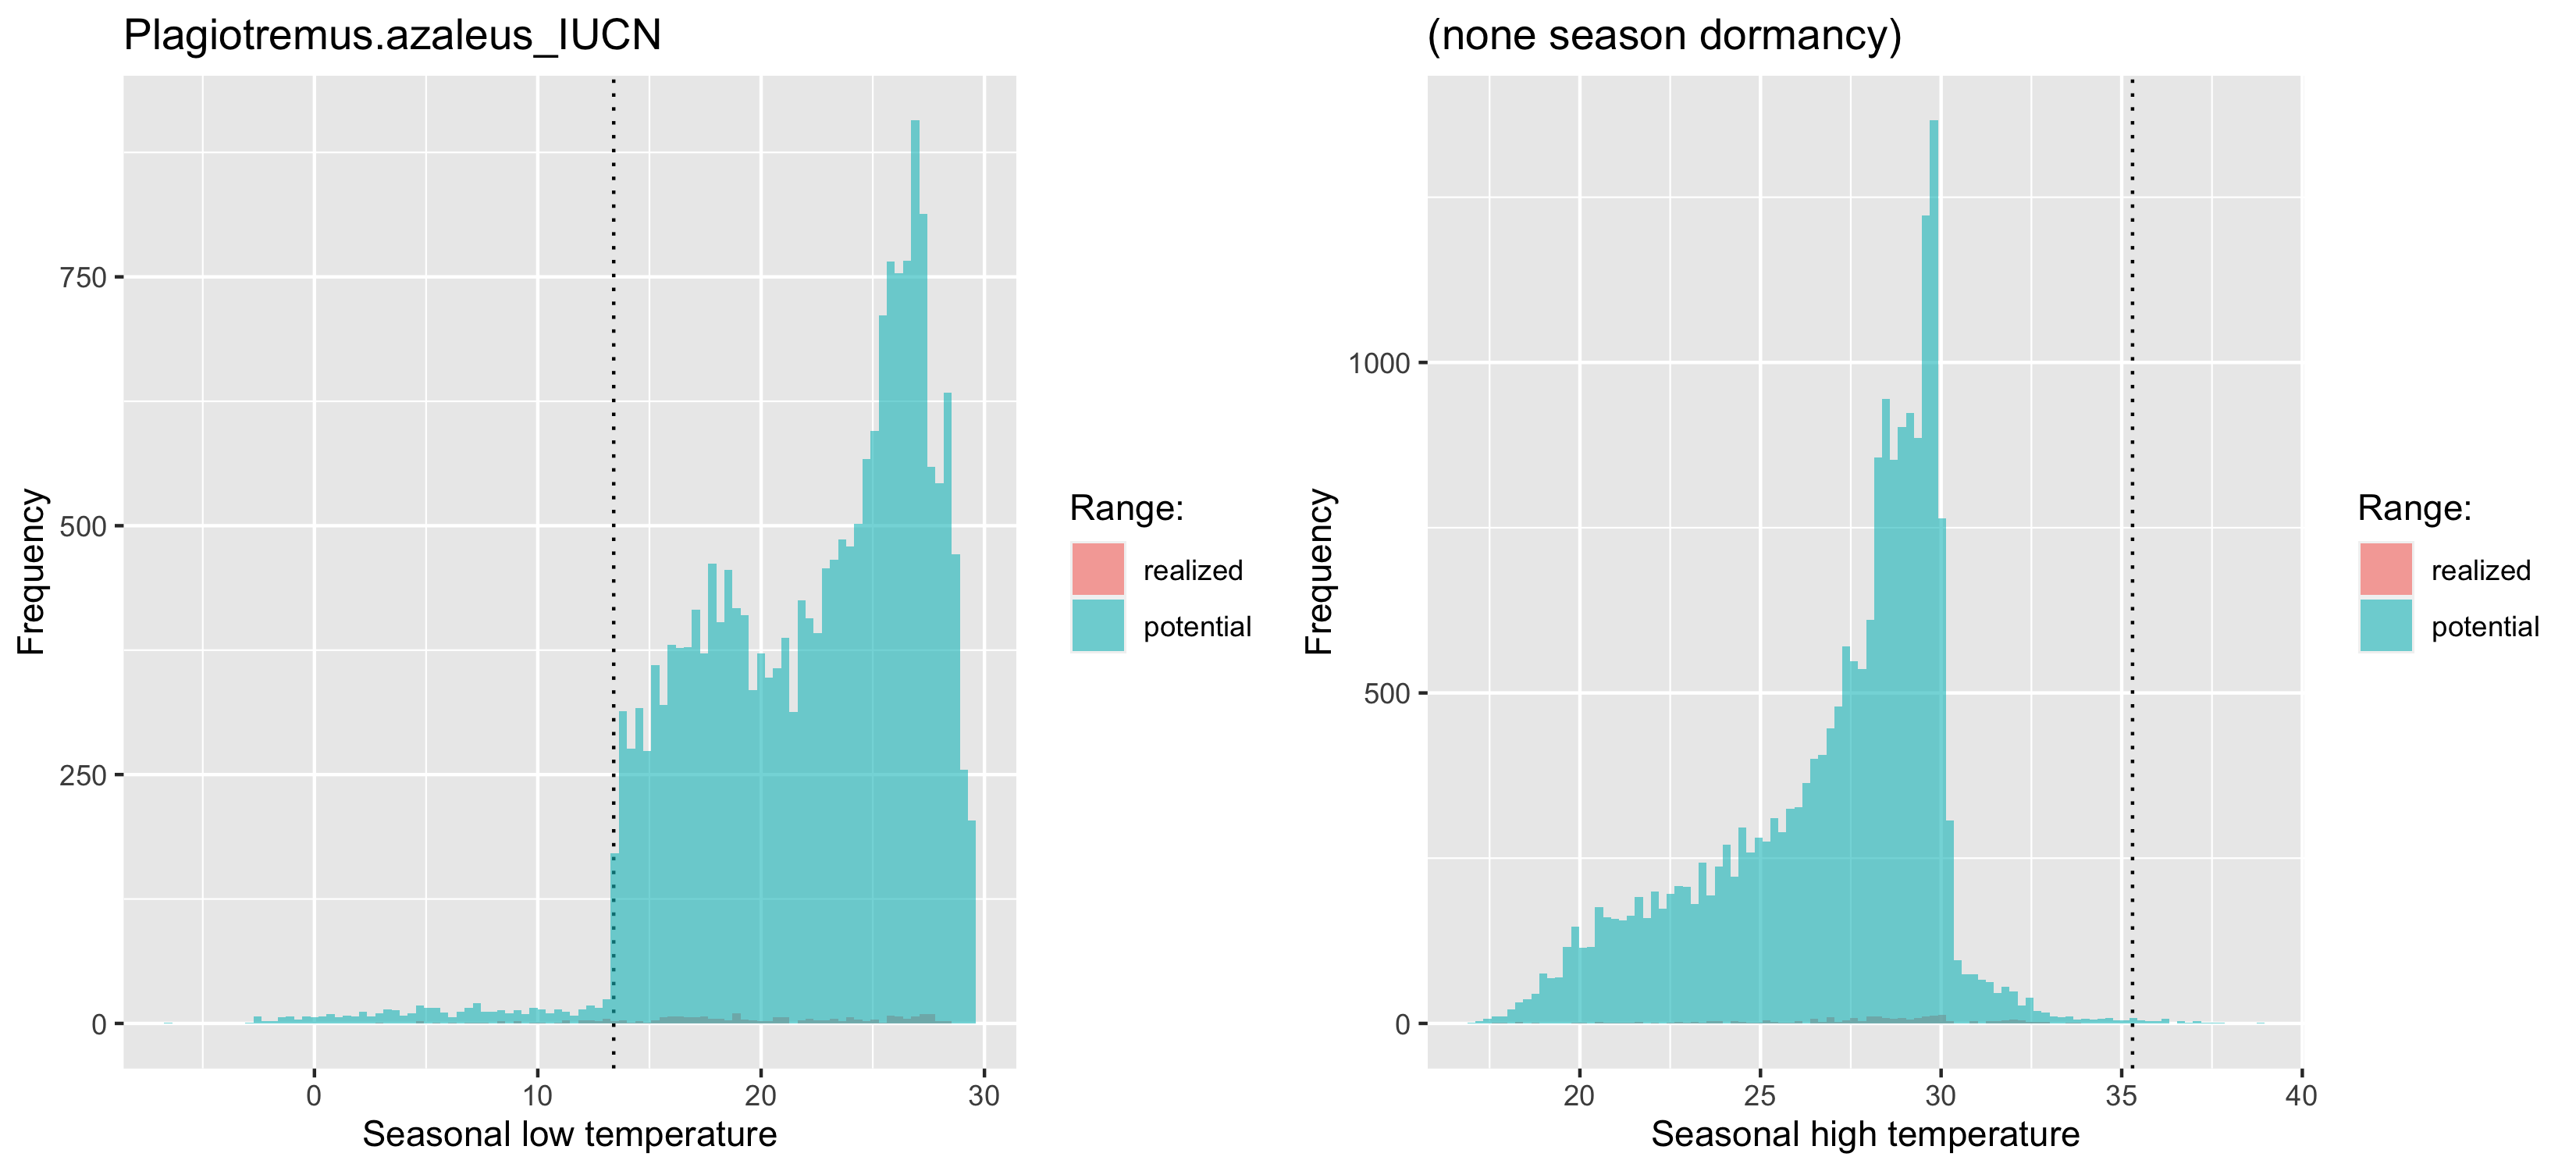 Plagiotremus.azaleus_IUCN
Frequency
750
500
250
0
0
10
20
30
Seasonal low temperature
Range:
realized
potential
(none season dormancy)
Frequency
1000
500
0
20
25
30
35
40
Seasonal high temperature
Range:
realized
potential